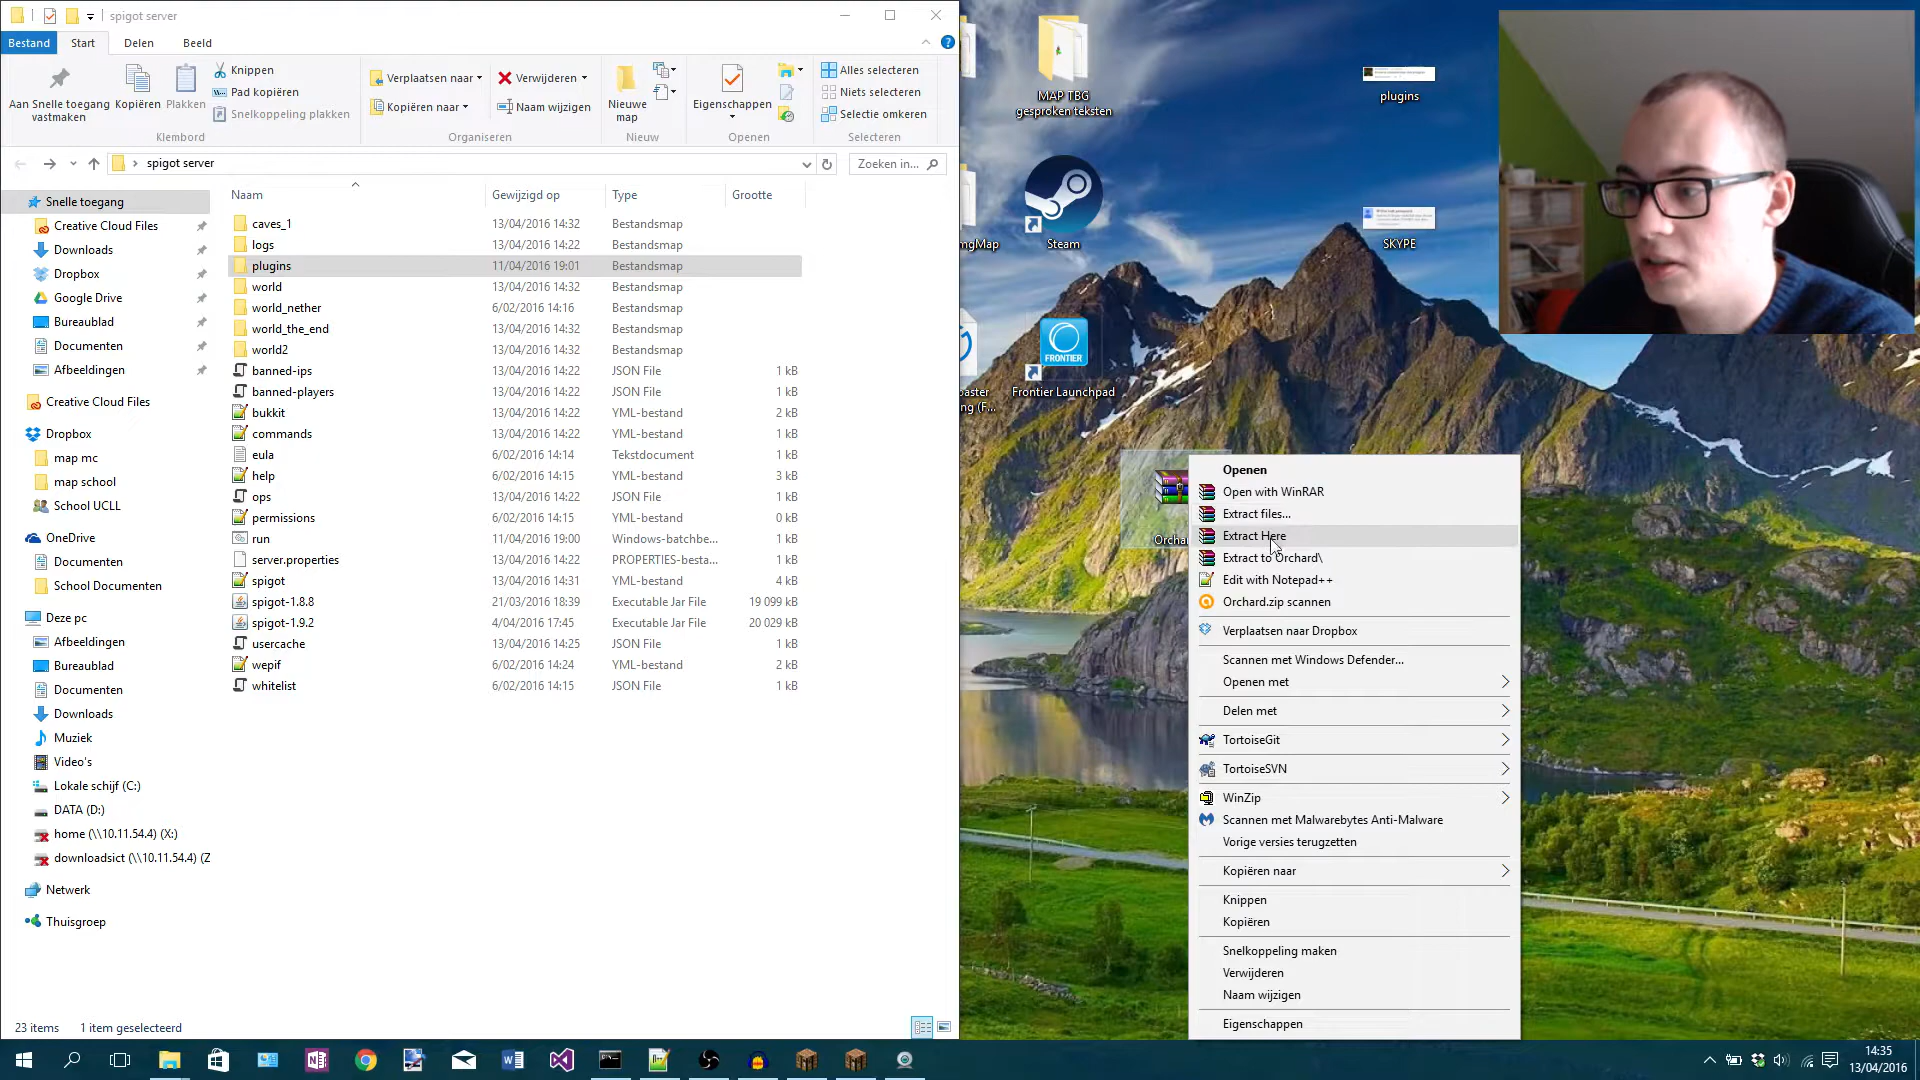 spigot server
Bestand Start Delen Beeld
Aan Snelle toegang vastmaken
Kopiëren
Plakken
Knippen
Pad kopiëren
Snelkoppeling plakken
Klembord
Verplaatsen naar
Kopiëren naar
Verwijderen
Naam wijzigen
Organiseren
Nieuwe map
Nieuw
Eigenschappen
Openen
Alles selecteren
Niets selecteren
Selectie omkeren
Selecteren
spigot server
Zoeken in...
Snelle toegang
Creative Cloud Files
Downloads
Dropbox
Google Drive
Bureaublad
Documenten
Afbeeldingen
Creative Cloud Files
Dropbox
map mc
map school
School UCLL
OneDrive
Documenten
School Documenten
Deze pc
Afbeeldingen
Bureaublad
Documenten
Downloads
Muziek
Video's
Lokale schijf (C:)
DATA (D:)
home (\\10.11.54.4) (X:)
downloadsict (\\10.11.54.4) (Z
Netwerk
Thuisgroep
Naam Gewijzigd op Type Grootte
caves_1 13/04/2016 14:32 Bestandsmap
logs 13/04/2016 14:22 Bestandsmap
plugins 11/04/2016 19:01 Bestandsmap
world 13/04/2016 14:32 Bestandsmap
world_nether 6/02/2016 14:16 Bestandsmap
world_the_end 13/04/2016 14:32 Bestandsmap
world2 13/04/2016 14:32 Bestandsmap
banned-ips 13/04/2016 14:22 JSON File 1 kB
banned-players 13/04/2016 14:22 JSON File 1 kB
bukkit 13/04/2016 14:22 YML-bestand 2 kB
commands 13/04/2016 14:22 YML-bestand 1 kB
eula 6/02/2016 14:14 Tekstdocument 1 kB
help 6/02/2016 14:15 YML-bestand 3 kB
ops 13/04/2016 14:22 JSON File 1 kB
permissions 6/02/2016 14:15 YML-bestand 0 kB
run 11/04/2016 19:00 Windows-batchbe... 1 kB
server.properties 13/04/2016 14:22 PROPERTIES-besta... 1 kB
spigot 13/04/2016 14:31 YML-bestand 4 kB
spigot-1.8.8 21/03/2016 18:39 Executable Jar File 19 099 kB
spigot-1.9.2 4/04/2016 17:45 Executable Jar File 20 029 kB
usercache 13/04/2016 14:25 JSON File 1 kB
wepif 6/02/2016 14:24 YML-bestand 2 kB
whitelist 6/02/2016 14:15 JSON File 1 kB
23 items 1 item geselecteerd
MAP TBG
gesproken teksten
plugins
mgMap
Steam
SKYPE
FRONTIER
Frontier Launchpad
aster
ng (F...
Orchar
Openen
Open with WinRAR
Extract files...
Extract Here
Extract to Orchard\
Edit with Notepad++
Orchard.zip scannen
Verplaatsen naar Dropbox
Scannen met Windows Defender...
Openen met
Delen met
TortoiseGit
TortoiseSVN
WinZip
Scannen met Malwarebytes Anti-Malware
Vorige versies terugzetten
Kopiëren naar
Knippen
Kopiëren
Snelkoppeling maken
Verwijderen
Naam wijzigen
Eigenschappen
14:35
13/04/2016